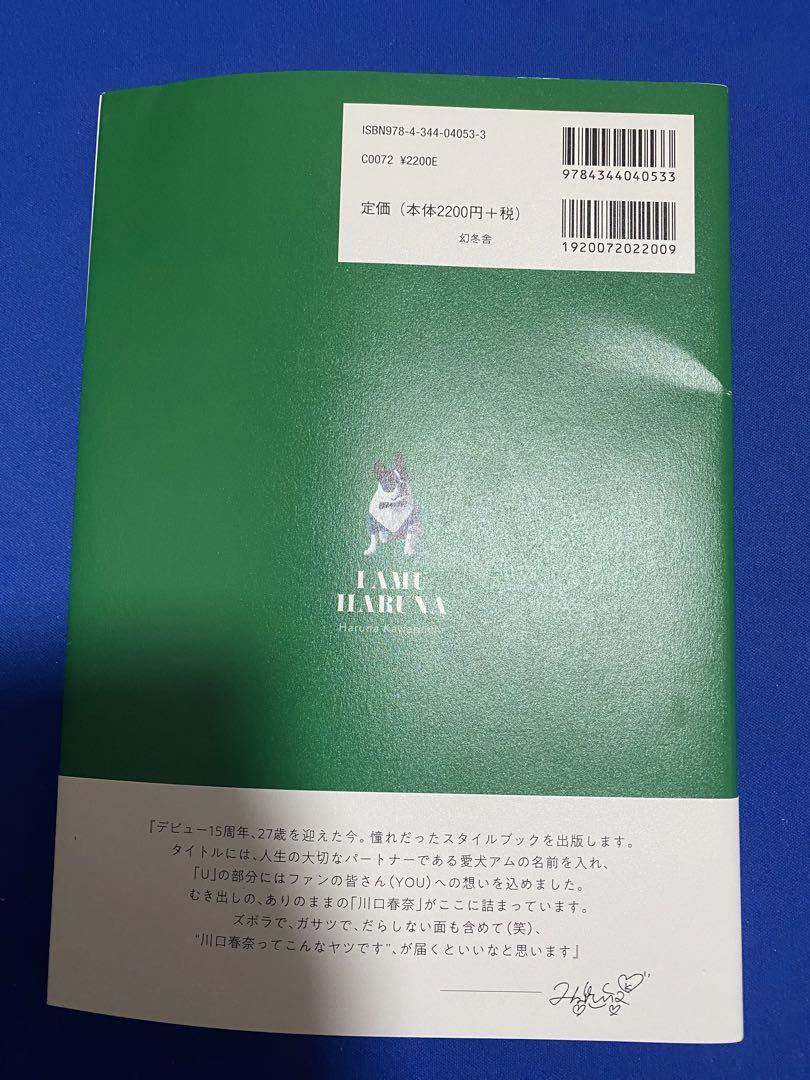 ISBN978-4-344-04053-3
C0072 ¥2200E
定価（本体2200円＋税）
幻冬舎
9784344040533
1920072022009
I AMU
HARUNA
Haruna
『デビュー15周年、27歳を迎えた今。憧れだったスタイルブックを出版します。
タイトルには、人生の大切なパートナーである愛犬アムの名前を入れ、
「U」の部分にはファンの皆さん（YOU）への想いを込めました。
むき出しの、ありのままの「川口春奈」がここに詰まっています。
ズボラで、ガサツで、だらしない面も含めて（笑）、
“川口春奈ってこんなヤツです”、が届くといいなと思います』